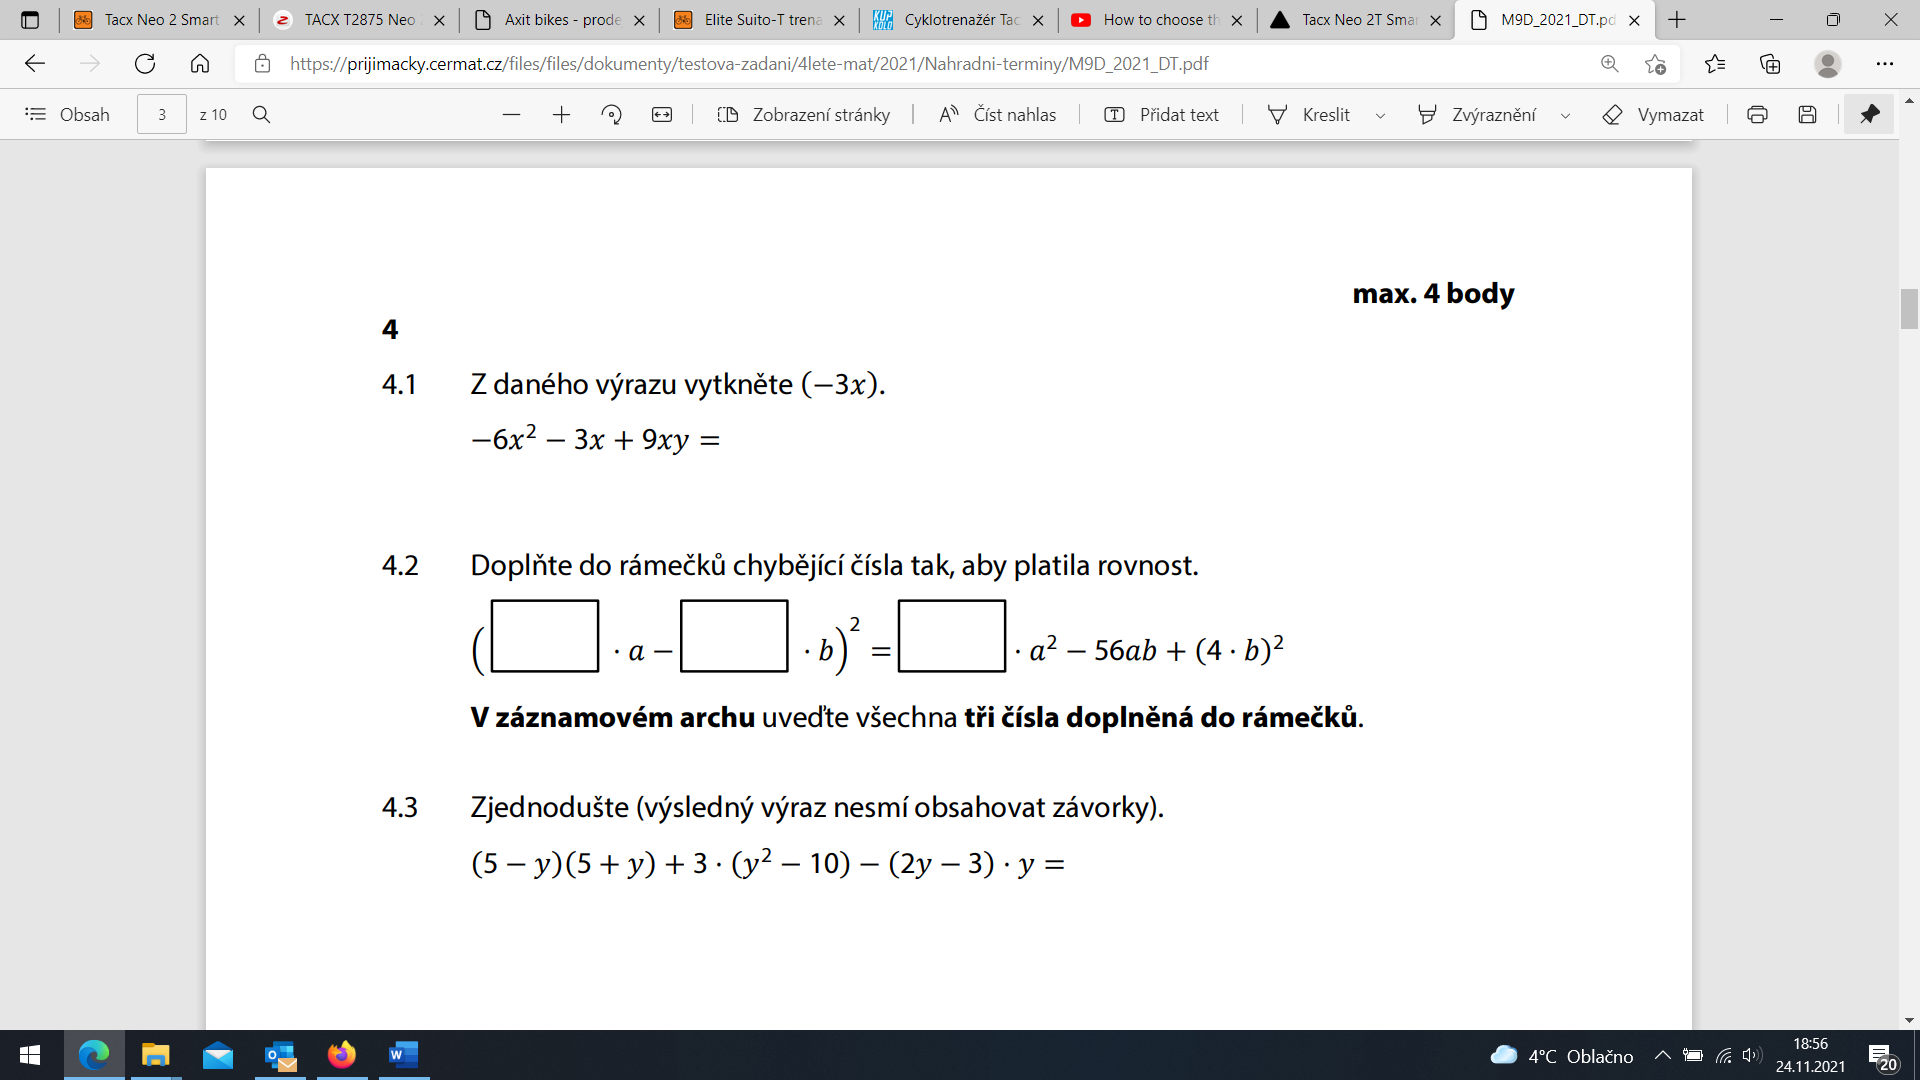 Tacx Neo 2 Smart
TACX T2875 Neo 2
Axit bikes - prode
Elite Suito-T trena
Cyklotrenažér Tac
How to choose th
Tacx Neo 2T Smar
M9D_2021_DT.pd
https://prijimacky.cermat.cz/files/files/dokumenty/testova-zadani/4lete-mat/2021/Nahradni-terminy/M9D_2021_DT.pdf
Obsah 3 z 10 Zobrazení stránky Číst nahlas Přidat text Kreslit Zvýraznění Vymazat
max. 4 body
4
4.1 Z daného výrazu vytkněte (−3x).
−6x² − 3x + 9xy =
4.2 Doplňte do rámečků chybějící čísla tak, aby platila rovnost.
( · a − · b)² = · a² − 56ab + (4 · b)²
V záznamovém archu uveďte všechna tři čísla doplněná do rámečků.
4.3 Zjednodušte (výsledný výraz nesmí obsahovat závorky).
(5 − y)(5 + y) + 3 · (y² − 10) − (2y − 3) · y =
4°C Oblačno
18:56
24.11.2021
20